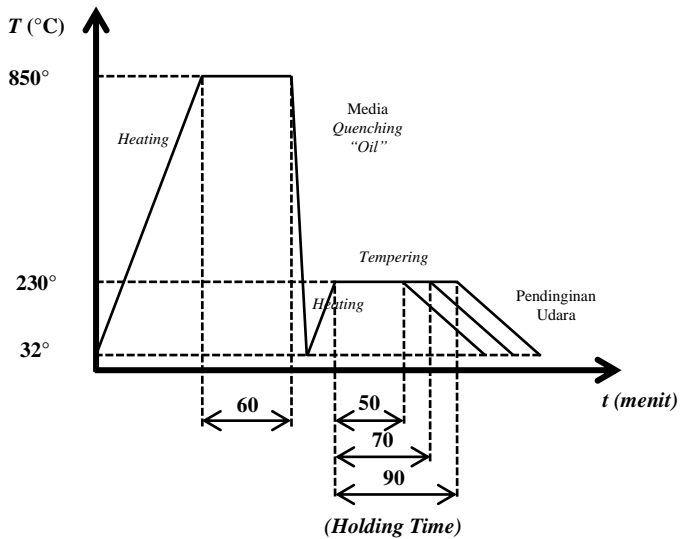 T (°C)
850°
Heating
Media
Quenching
“Oil”
Tempering
230°
Heating
Pendinginan
Udara
32°
t (menit)
60
50
70
90
(Holding Time)